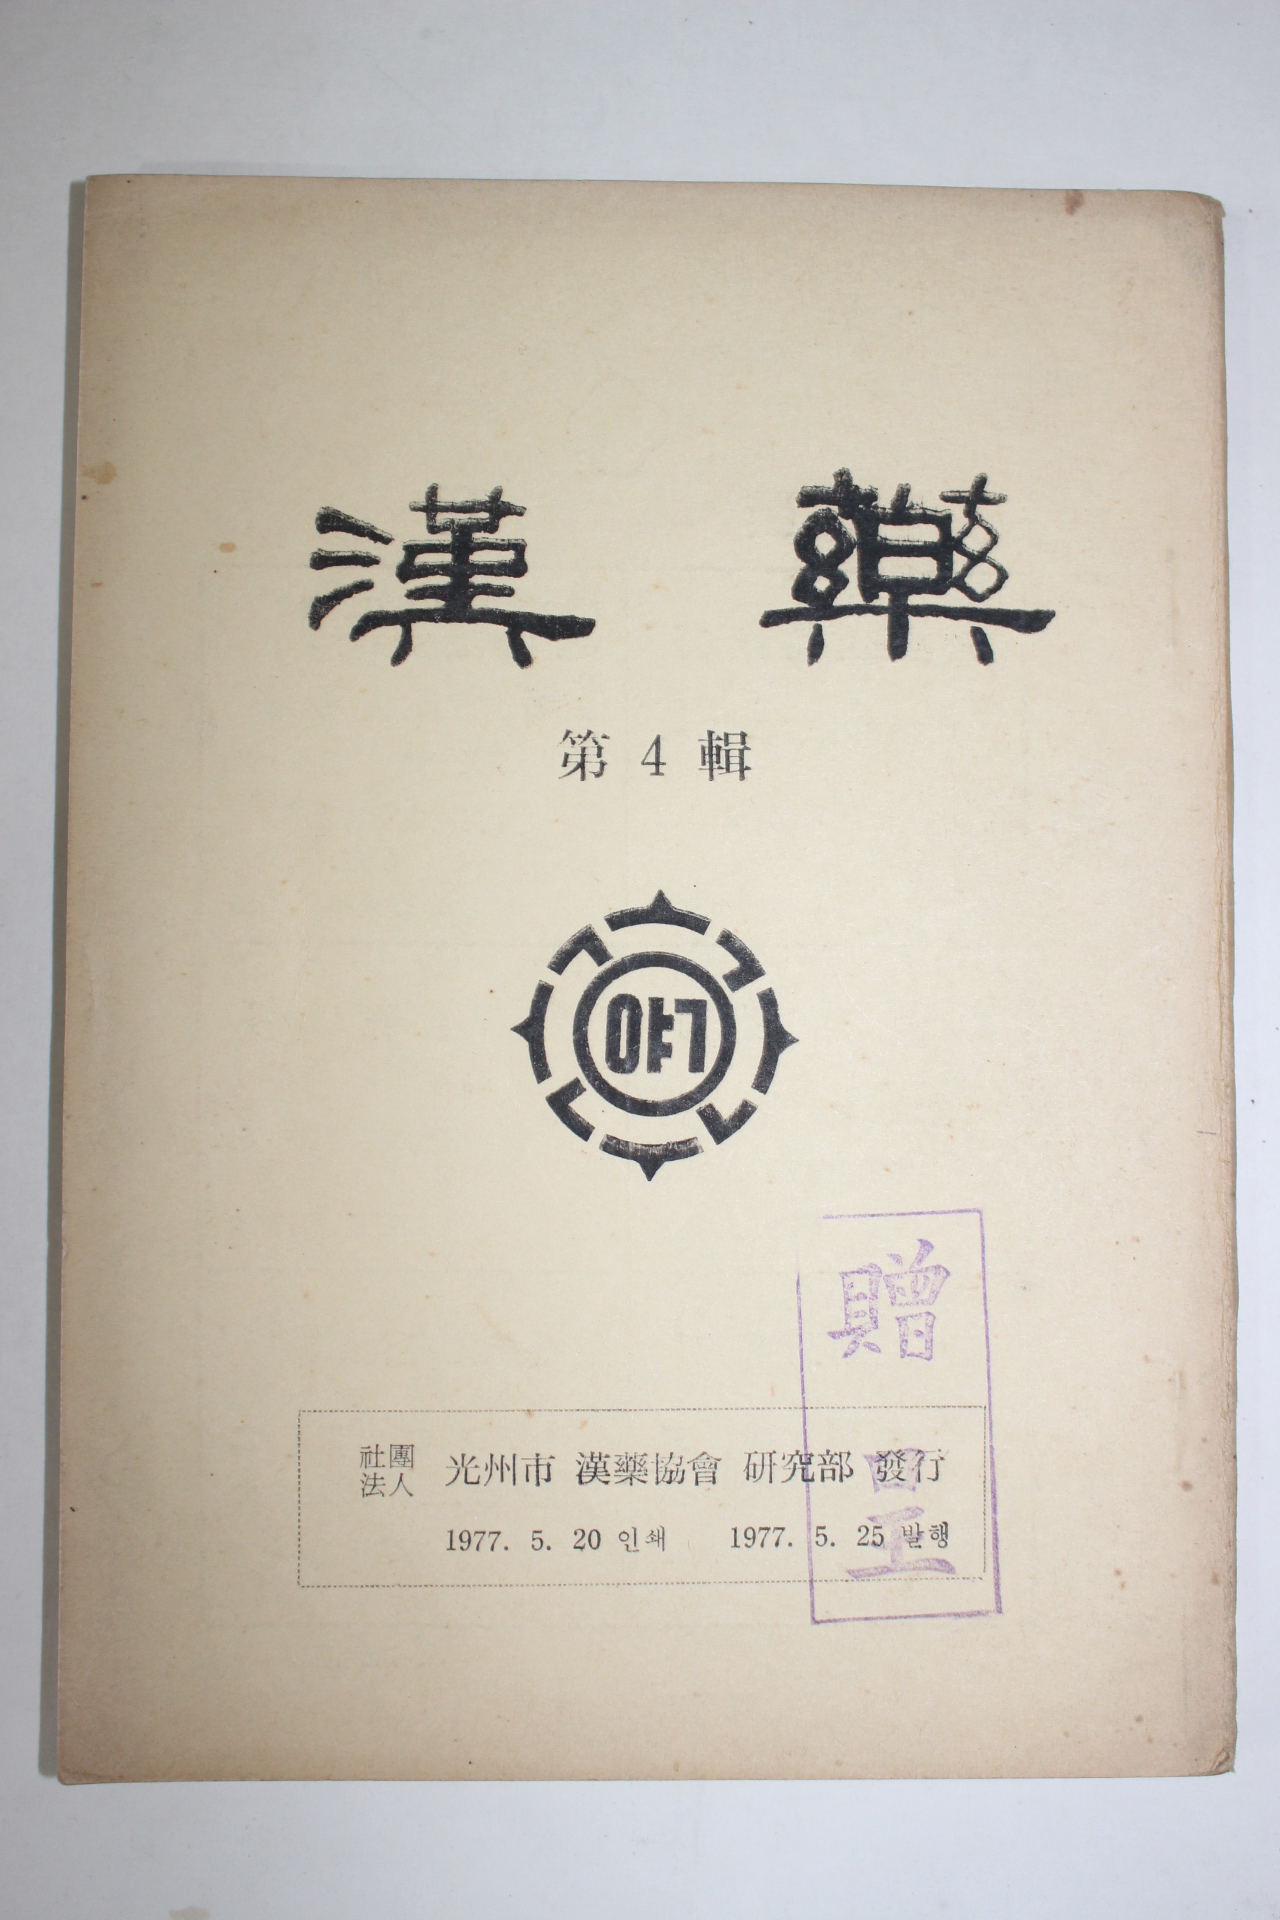 漢藥
第 4 輯
약
贈
呈
社團法人 光州市 漢藥協會 研究部 發行
1977. 5. 20 인쇄 1977. 5. 25 발행